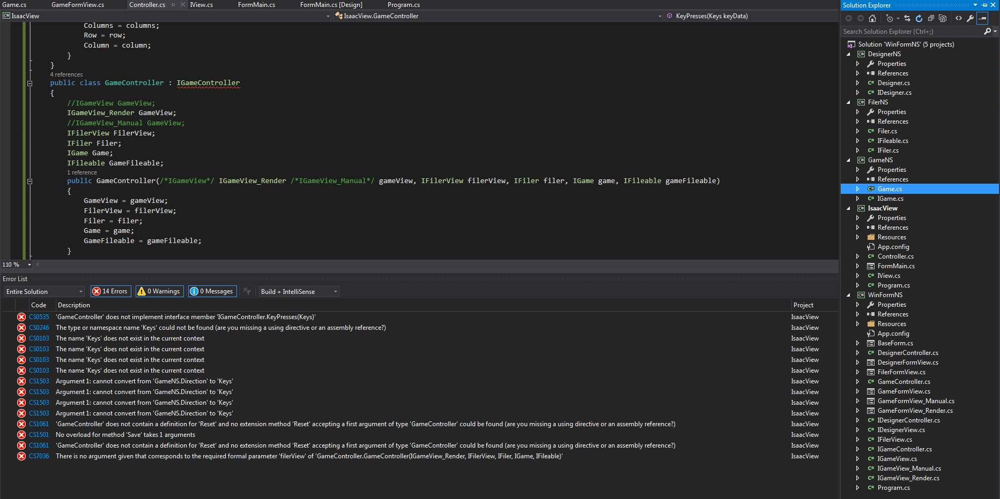 Game.cs GameFormView.cs Controller.cs IView.cs FormMain.cs FormMain.cs [Design] Program.cs
IsaacView IsaacView.GameController KeyPresses(Keys keyData)
Columns = columns;
Row = row;
Column = column;
}
}
4 references
public class GameController : IGameController
{
//IGameView GameView;
IGameView_Render GameView;
//IGameView_Manual GameView;
IFilerView FilerView;
IFiler Filer;
IGame Game;
IFileable GameFileable;
1 reference
public GameController(/*IGameView*/ IGameView_Render /*IGameView_Manual*/ gameView, IFilerView filerView, IFiler filer, IGame game, IFileable gameFileable)
{
GameView = gameView;
FilerView = filerView;
Filer = filer;
Game = game;
GameFileable = gameFileable;
}
110 %
Error List
Entire Solution 14 Errors 0 Warnings 0 Messages Build + IntelliSense
Code Description Project
CS0535 'GameController' does not implement interface member 'IGameController.KeyPresses(Keys)' IsaacView
CS0246 The type or namespace name 'Keys' could not be found (are you missing a using directive or an assembly reference?) IsaacView
CS0103 The name 'Keys' does not exist in the current context IsaacView
CS0103 The name 'Keys' does not exist in the current context IsaacView
CS0103 The name 'Keys' does not exist in the current context IsaacView
CS0103 The name 'Keys' does not exist in the current context IsaacView
CS1503 Argument 1: cannot convert from 'GameNS.Direction' to 'Keys' IsaacView
CS1503 Argument 1: cannot convert from 'GameNS.Direction' to 'Keys' IsaacView
CS1503 Argument 1: cannot convert from 'GameNS.Direction' to 'Keys' IsaacView
CS1503 Argument 1: cannot convert from 'GameNS.Direction' to 'Keys' IsaacView
CS1061 'GameController' does not contain a definition for 'Reset' and no extension method 'Reset' accepting a first argument of type 'GameController' could be found (are you missing a using directive or an assembly reference?) IsaacView
CS1501 No overload for method 'Save' takes 1 arguments IsaacView
CS1061 'GameController' does not contain a definition for 'Reset' and no extension method 'Reset' accepting a first argument of type 'GameController' could be found (are you missing a using directive or an assembly reference?) IsaacView
CS7036 There is no argument given that corresponds to the required formal parameter 'filerView' of 'GameController.GameController(IGameView_Render, IFilerView, IFiler, IGame, IFileable)' IsaacView
Solution Explorer
Search Solution Explorer (Ctrl+;)
Solution 'WinFormNS' (5 projects)
C# DesignerNS
Properties
References
C# Designer.cs
C# IDesigner.cs
C# FilerNS
Properties
References
C# Filer.cs
C# IFileable.cs
C# IFiler.cs
C# GameNS
Properties
References
C# Game.cs
C# IGame.cs
C# IsaacView
Properties
References
Resources
App.config
C# Controller.cs
FormMain.cs
C# IView.cs
C# Program.cs
C# WinFormNS
Properties
References
Resources
App.config
BaseForm.cs
C# DesignerController.cs
DesignerFormView.cs
FilerFormView.cs
C# GameController.cs
GameFormView.cs
GameFormView_Manual.cs
GameFormView_Render.cs
C# IDesignerController.cs
C# IDesignerView.cs
C# IFilerView.cs
C# IGameController.cs
C# IGameView.cs
C# IGameView_Manual.cs
C# IGameView_Render.cs
C# Program.cs